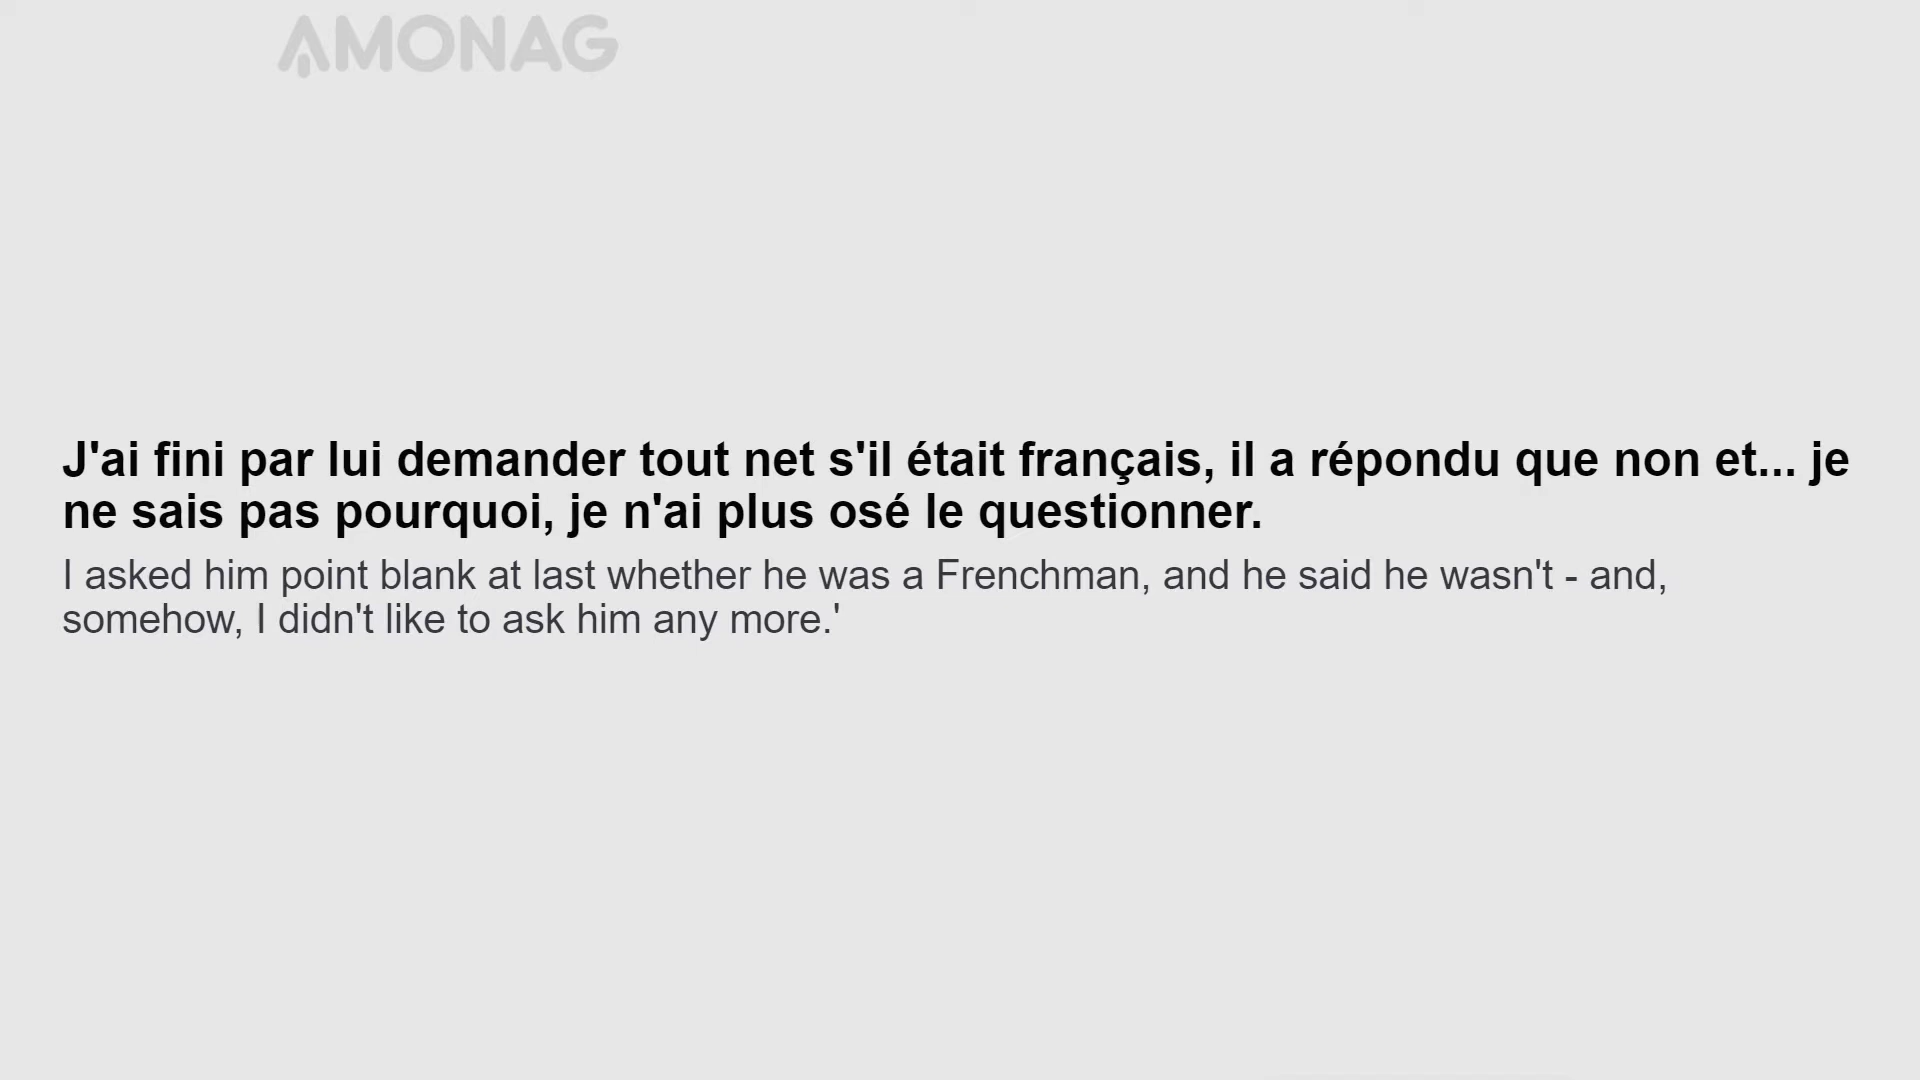 AMONAG
J'ai fini par lui demander tout net s'il était français, il a répondu que non et... je
ne sais pas pourquoi, je n'ai plus osé le questionner.
I asked him point blank at last whether he was a Frenchman, and he said he wasn't - and,
somehow, I didn't like to ask him any more.'